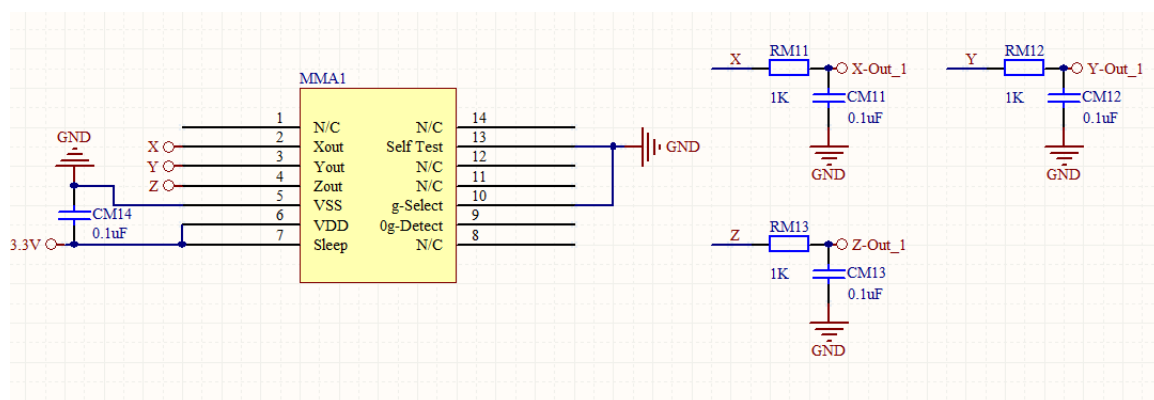 MMA1
1 N/C
2 Xout
3 Yout
4 Zout
5 VSS
6 VDD
7 Sleep
N/C 14
Self Test 13
N/C 12
N/C 11
g-Select 10
0g-Detect 9
N/C 8
GND
X
Y
Z
CM14
0.1uF
3.3V
GND
X
RM11
1K
X-Out_1
CM11
0.1uF
GND
Y
RM12
1K
Y-Out_1
CM12
0.1uF
GND
Z
RM13
1K
Z-Out_1
CM13
0.1uF
GND